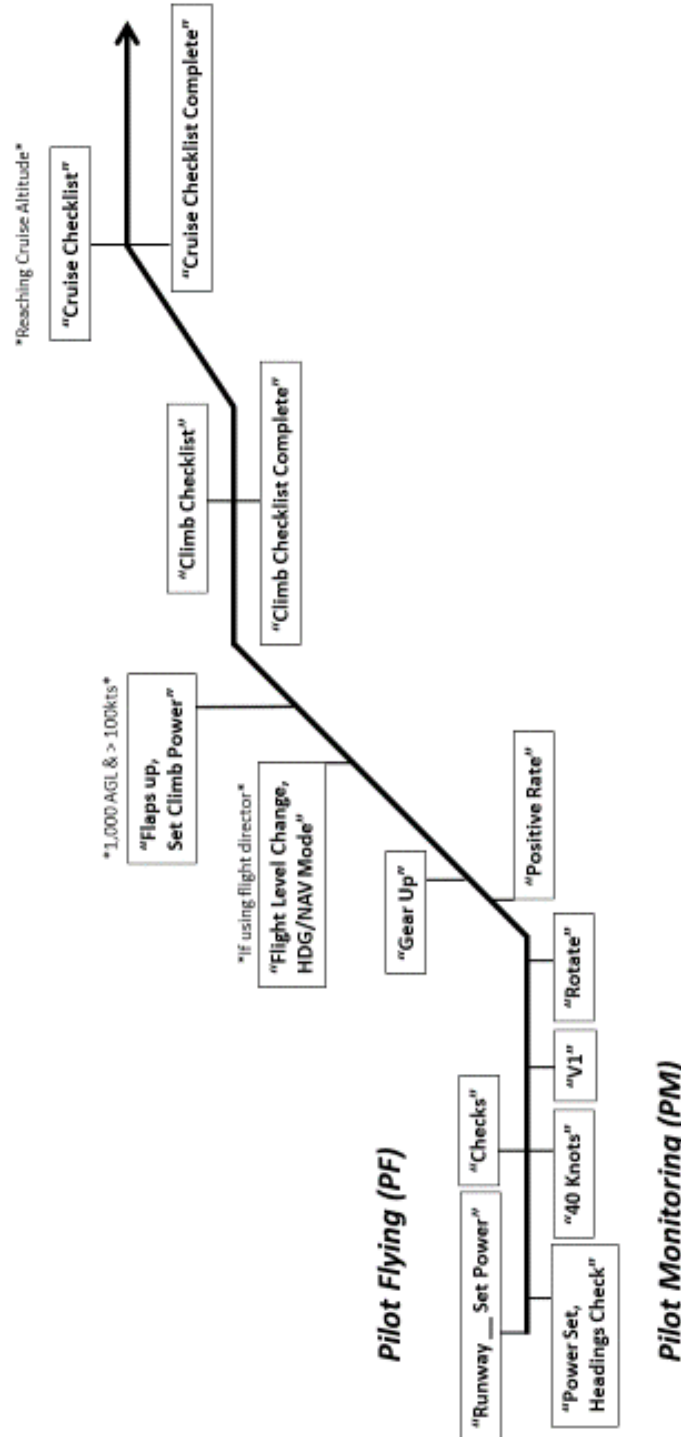 Pilot Flying (PF)
"Runway __ Set Power"
"Checks"
"Gear Up"
*If using flight director*
"Flight Level Change,
HDG/NAV Mode"
*1,000 AGL & > 100kts*
"Flaps up,
Set Climb Power"
"Climb Checklist"
*Reaching Cruise Altitude*
"Cruise Checklist"
Pilot Monitoring (PM)
"Power Set,
Headings Check"
"40 Knots"
"V1"
"Rotate"
"Positive Rate"
"Climb Checklist Complete"
"Cruise Checklist Complete"